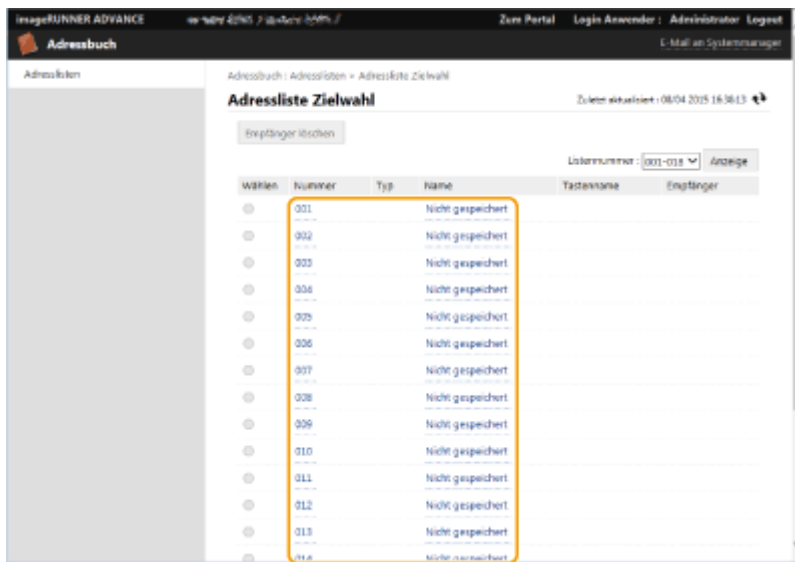 imageRUNNER ADVANCE Zum Portal Login Anwender : Administrator Logout
Adressbuch E-Mail an Systemmanager
Adresslisten
Adressbuch : Adresslisten > Adressliste Zielwahl
Adressliste Zielwahl Zuletzt aktualisiert : 08/04 2015 16:38:13
Empfänger löschen
Listennummer : 001-018 Anzeige
Wählen Nummer Typ Name Tastenname Empfänger
001 Nicht gespeichert
002 Nicht gespeichert
003 Nicht gespeichert
004 Nicht gespeichert
005 Nicht gespeichert
006 Nicht gespeichert
007 Nicht gespeichert
008 Nicht gespeichert
009 Nicht gespeichert
010 Nicht gespeichert
011 Nicht gespeichert
012 Nicht gespeichert
013 Nicht gespeichert
014 Nicht gespeichert